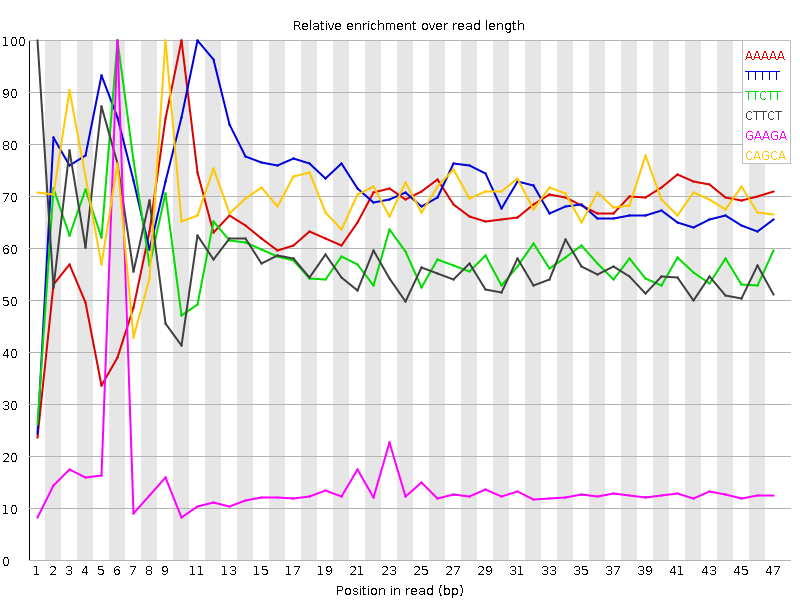 Relative enrichment over read length
100
90
80
70
60
50
40
30
20
10
0
AAAAA
TTTTT
TTCTT
CTTCT
GAAGA
CAGCA
1 2 3 4 5 6 7 8 9 11 13 15 17 19 21 23 25 27 29 31 33 35 37 39 41 43 45 47
Position in read (bp)